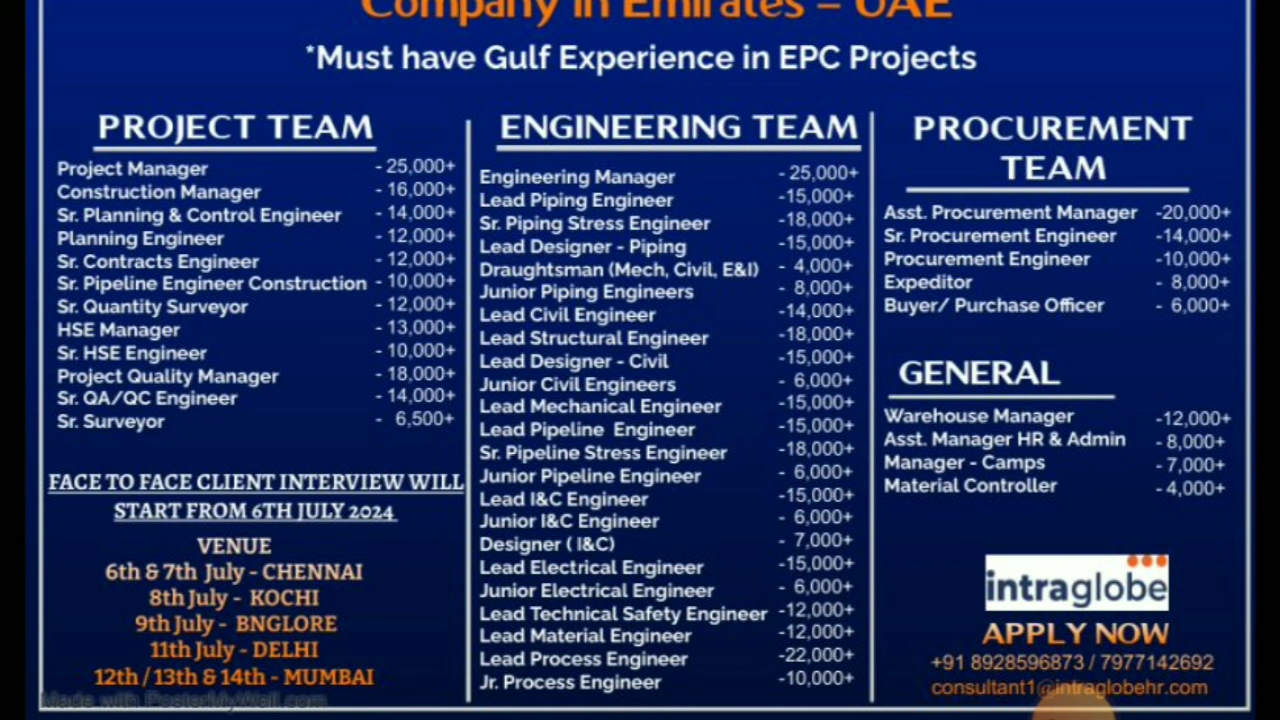 Company in Emirates – UAE
*Must have Gulf Experience in EPC Projects
PROJECT TEAM
Project Manager - 25,000+
Construction Manager - 16,000+
Sr. Planning & Control Engineer - 14,000+
Planning Engineer - 12,000+
Sr. Contracts Engineer - 12,000+
Sr. Pipeline Engineer Construction - 10,000+
Sr. Quantity Surveyor - 12,000+
HSE Manager - 13,000+
Sr. HSE Engineer - 10,000+
Project Quality Manager - 18,000+
Sr. QA/QC Engineer - 14,000+
Sr. Surveyor - 6,500+
FACE TO FACE CLIENT INTERVIEW WILL
START FROM 6TH JULY 2024
VENUE
6th & 7th July - CHENNAI
8th July - KOCHI
9th July - BNGLORE
11th July - DELHI
12th / 13th & 14th - MUMBAI
Made with PosterMyWall.com
ENGINEERING TEAM
Engineering Manager - 25,000+
Lead Piping Engineer -15,000+
Sr. Piping Stress Engineer -18,000+
Lead Designer - Piping -15,000+
Draughtsman (Mech, Civil, E&I) - 4,000+
Junior Piping Engineers - 8,000+
Lead Civil Engineer -14,000+
Lead Structural Engineer -18,000+
Lead Designer - Civil -15,000+
Junior Civil Engineers - 6,000+
Lead Mechanical Engineer -15,000+
Lead Pipeline Engineer -15,000+
Sr. Pipeline Stress Engineer -18,000+
Junior Pipeline Engineer - 6,000+
Lead I&C Engineer -15,000+
Junior I&C Engineer - 6,000+
Designer ( I&C) - 7,000+
Lead Electrical Engineer -15,000+
Junior Electrical Engineer - 6,000+
Lead Technical Safety Engineer -12,000+
Lead Material Engineer -12,000+
Lead Process Engineer -22,000+
Jr. Process Engineer -10,000+
PROCUREMENT
TEAM
Asst. Procurement Manager -20,000+
Sr. Procurement Engineer -14,000+
Procurement Engineer -10,000+
Expeditor - 8,000+
Buyer/ Purchase Officer - 6,000+
GENERAL
Warehouse Manager -12,000+
Asst. Manager HR & Admin - 8,000+
Manager - Camps - 7,000+
Material Controller - 4,000+
intraglobe
APPLY NOW
+91 8928596873 / 7977142692
consultant1@intraglobehr.com